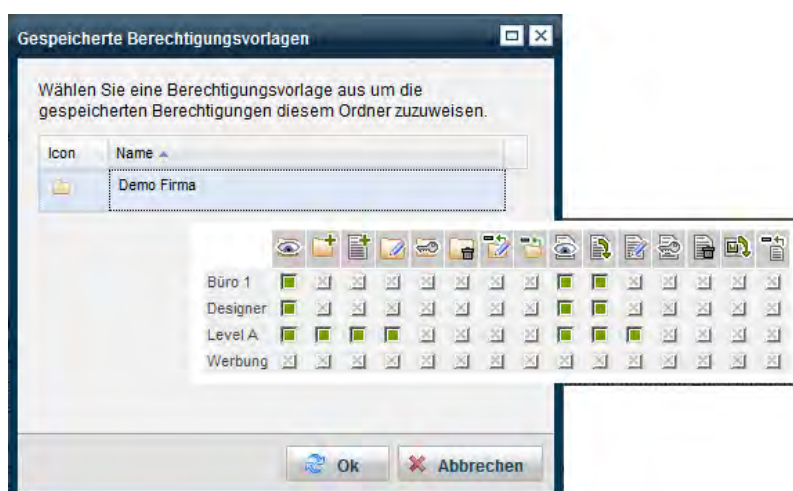 Gespeicherte Berechtigungsvorlagen
Wählen Sie eine Berechtigungsvorlage aus um die
gespeicherten Berechtigungen diesem Ordner zuzuweisen.
Icon Name
Demo Firma
Büro 1
Designer
Level A
Werbung
Ok Abbrechen